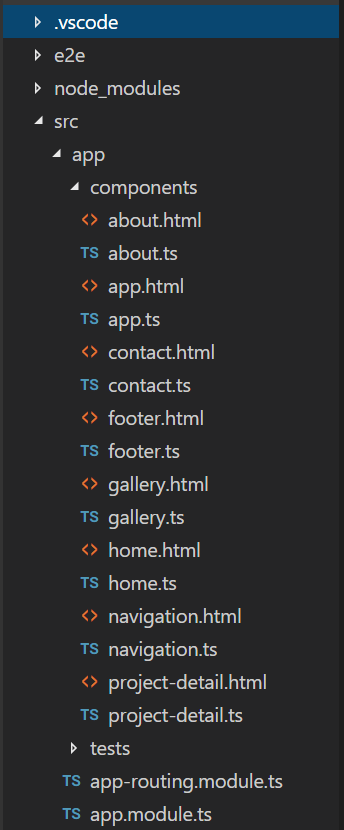 .vscode
e2e
node_modules
src
app
components
<> about.html
TS about.ts
<> app.html
TS app.ts
<> contact.html
TS contact.ts
<> footer.html
TS footer.ts
<> gallery.html
TS gallery.ts
<> home.html
TS home.ts
<> navigation.html
TS navigation.ts
<> project-detail.html
TS project-detail.ts
tests
TS app-routing.module.ts
TS app.module.ts